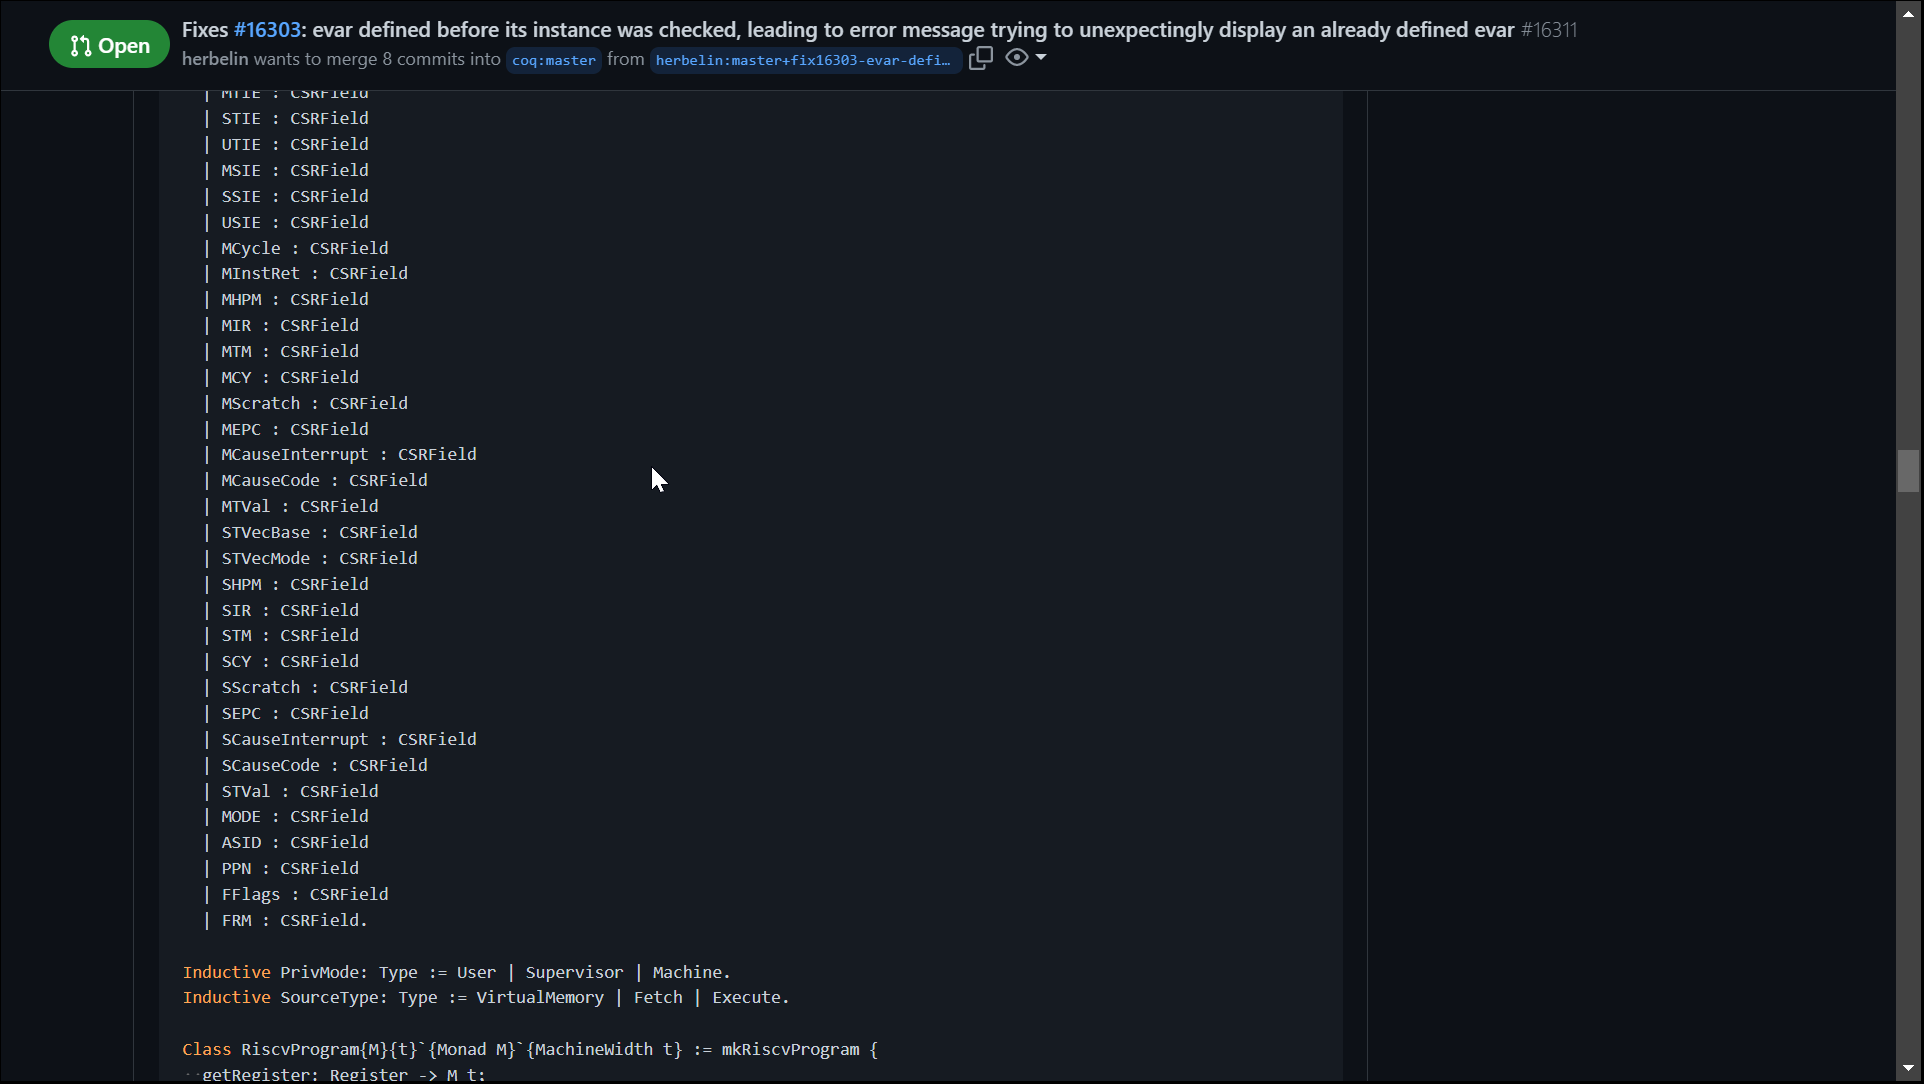 Open
Fixes #16303: evar defined before its instance was checked, leading to error message trying to unexpectingly display an already defined evar #16311
herbelin wants to merge 8 commits into coq:master from herbelin:master+fix16303-evar-defi…
| MTIE : CSRField
| STIE : CSRField
| UTIE : CSRField
| MSIE : CSRField
| SSIE : CSRField
| USIE : CSRField
| MCycle : CSRField
| MInstRet : CSRField
| MHPM : CSRField
| MIR : CSRField
| MTM : CSRField
| MCY : CSRField
| MScratch : CSRField
| MEPC : CSRField
| MCauseInterrupt : CSRField
| MCauseCode : CSRField
| MTVal : CSRField
| STVecBase : CSRField
| STVecMode : CSRField
| SHPM : CSRField
| SIR : CSRField
| STM : CSRField
| SCY : CSRField
| SScratch : CSRField
| SEPC : CSRField
| SCauseInterrupt : CSRField
| SCauseCode : CSRField
| STVal : CSRField
| MODE : CSRField
| ASID : CSRField
| PPN : CSRField
| FFlags : CSRField
| FRM : CSRField.
Inductive PrivMode: Type := User | Supervisor | Machine.
Inductive SourceType: Type := VirtualMemory | Fetch | Execute.
Class RiscvProgram{M}{t}`{Monad M}`{MachineWidth t} := mkRiscvProgram {
getRegister: Register -> M t;